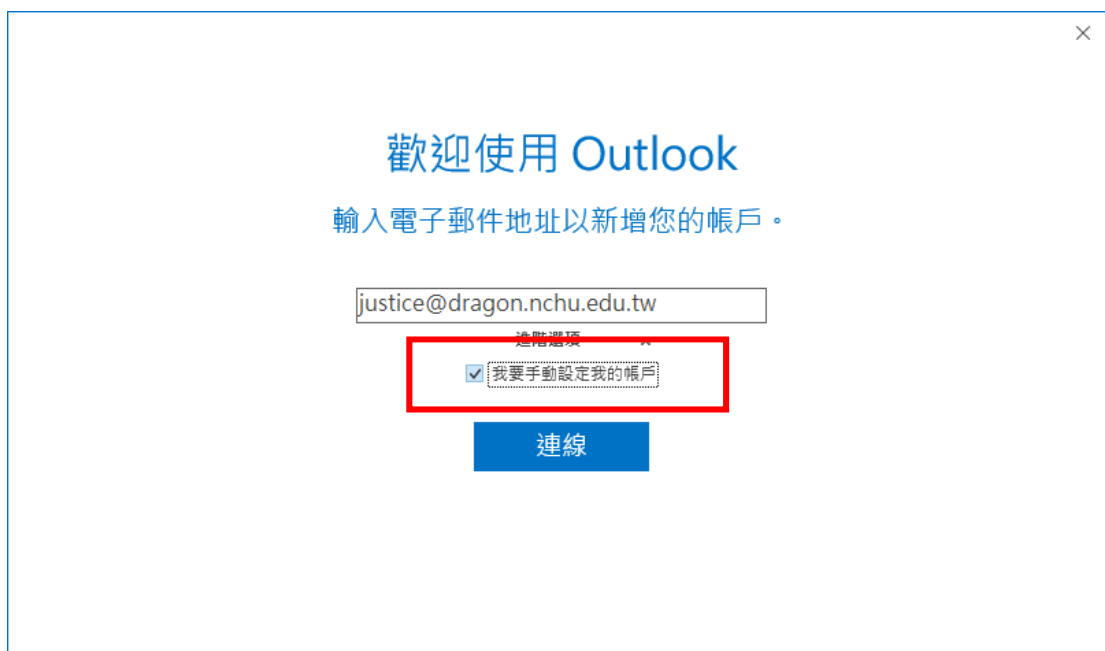 歡迎使用 Outlook
輸入電子郵件地址以新增您的帳戶。
justice@dragon.nchu.edu.tw
進階選項
我要手動設定我的帳戶
連線